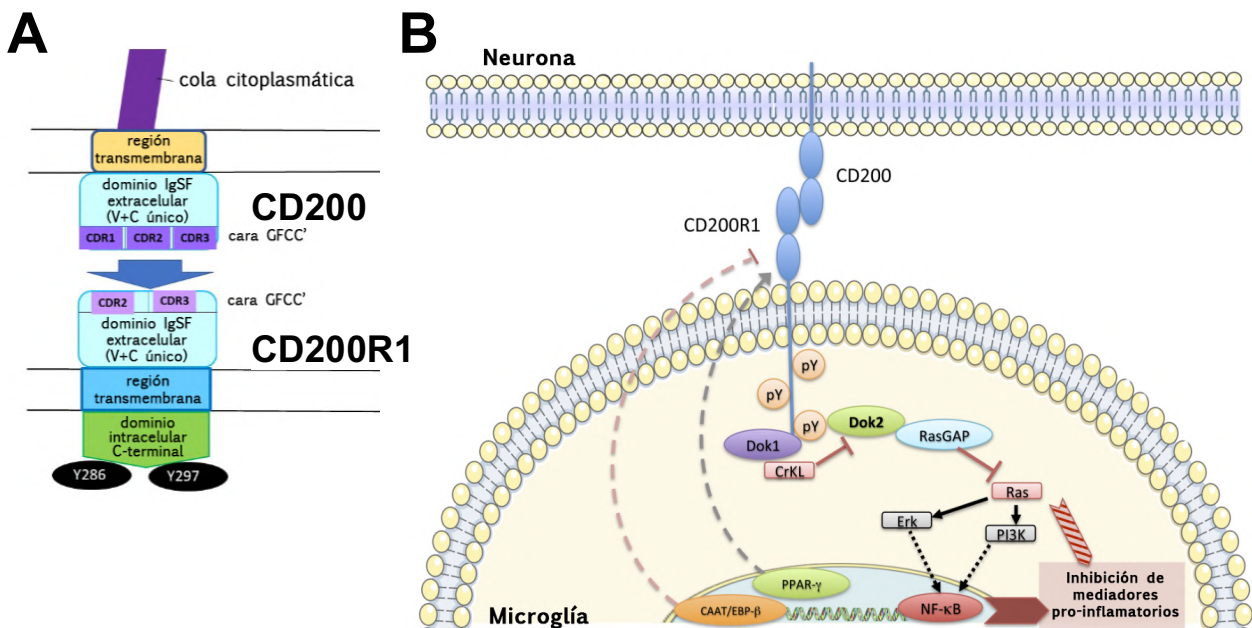 A
cola citoplasmática
región
transmembrana
dominio IgSF
extracelular
(V+C único)
CD200
CDR1 CDR2 CDR3
cara GFCC'
CDR2 CDR3
cara GFCC'
dominio IgSF
extracelular
(V+C único)
CD200R1
región
transmembrana
dominio
intracelular
C-terminal
Y286 Y297
B
Neurona
CD200
CD200R1
pY
pY
pY
Dok1
Dok2
RasGAP
CrKL
Ras
Erk
PI3K
PPAR-γ
CAAT/EBP-β
NF-κB
Inhibición de
mediadores
pro-inflamatorios
Microglía